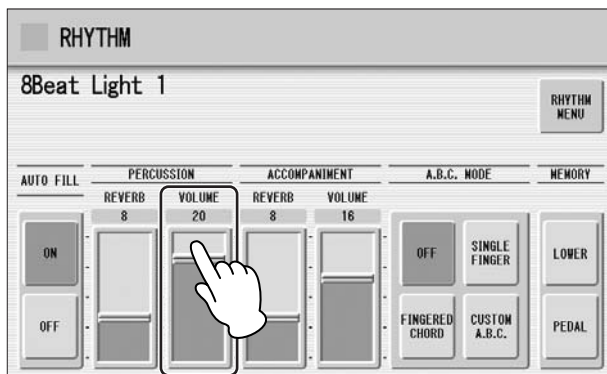 RHYTHM
8Beat Light 1
RHYTHM
MENU
AUTO FILL
PERCUSSION
ACCOMPANIMENT
A.B.C. MODE
MEMORY
REVERB
VOLUME
REVERB
VOLUME
8
20
8
16
ON
OFF
OFF
SINGLE
FINGER
FINGERED
CHORD
CUSTOM
A.B.C.
LOWER
PEDAL